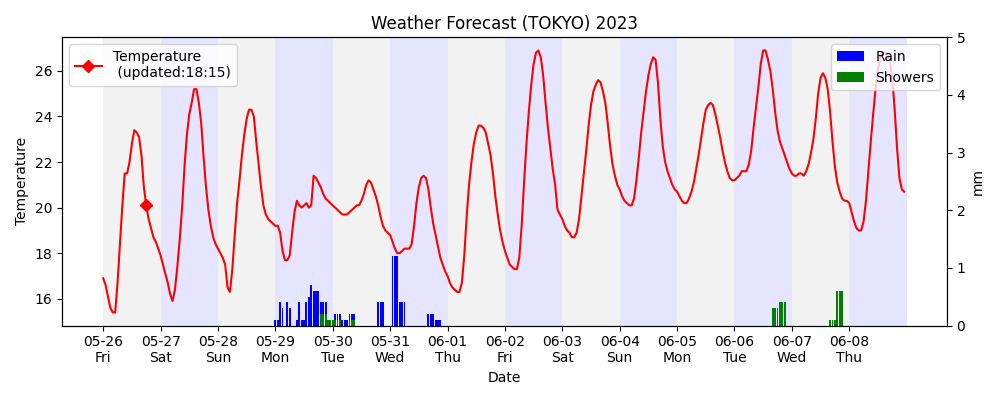 Weather Forecast (TOKYO) 2023
Temperature
(updated:18:15)
Rain
Showers
Temperature
26
24
22
20
18
16
5
4
3
2
1
0
mm
05-26 05-27 05-28 05-29 05-30 05-31 06-01 06-02 06-03 06-04 06-05 06-06 06-07 06-08
Fri Sat Sun Mon Tue Wed Thu Fri Sat Sun Mon Tue Wed Thu
Date